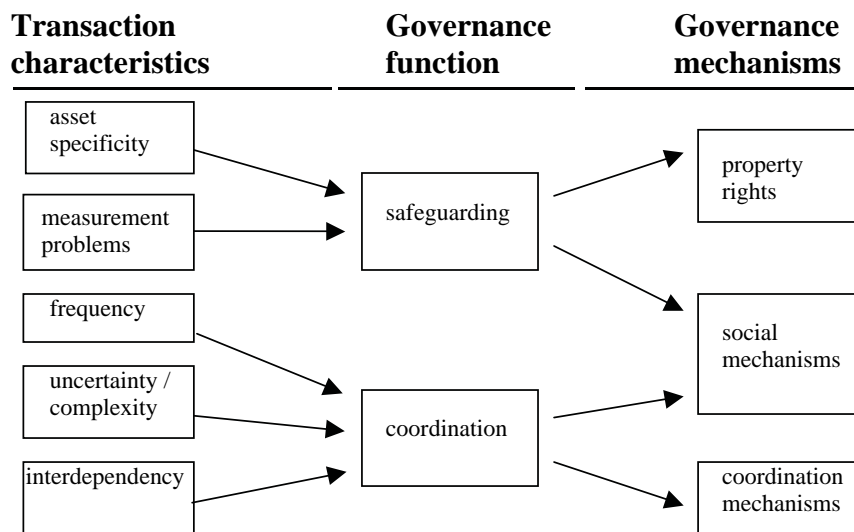 Transaction
characteristics
Governance
function
Governance
mechanisms
asset
specificity
measurement
problems
frequency
uncertainty /
complexity
interdependency
safeguarding
coordination
property
rights
social
mechanisms
coordination
mechanisms